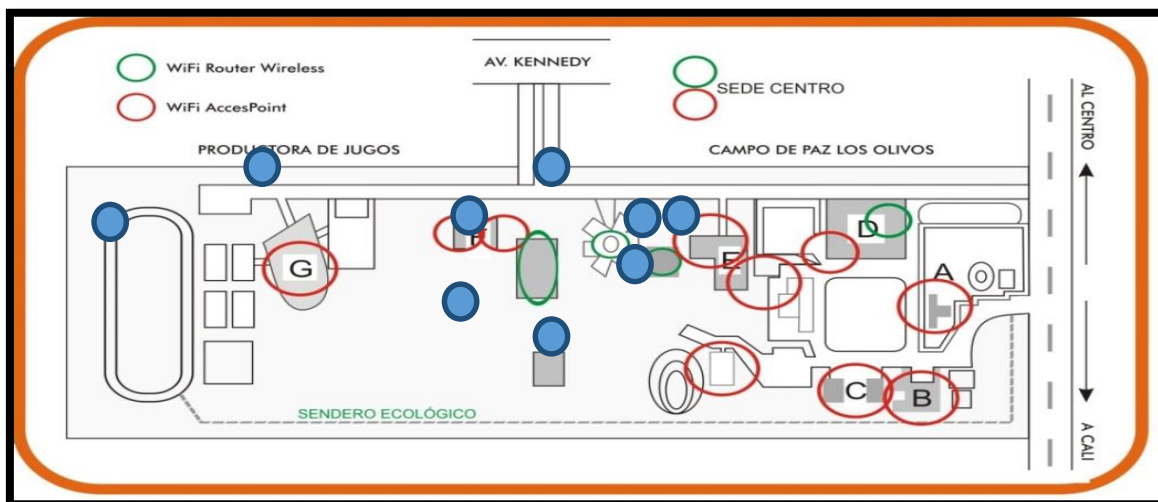 WiFi Router Wireless
WiFi AccesPoint
AV. KENNEDY
SEDE CENTRO
AL CENTRO
PRODUCTORA DE JUGOS
CAMPO DE PAZ LOS OLIVOS
D
E
G
A
C
B
SENDERO ECOLÓGICO
A CALI